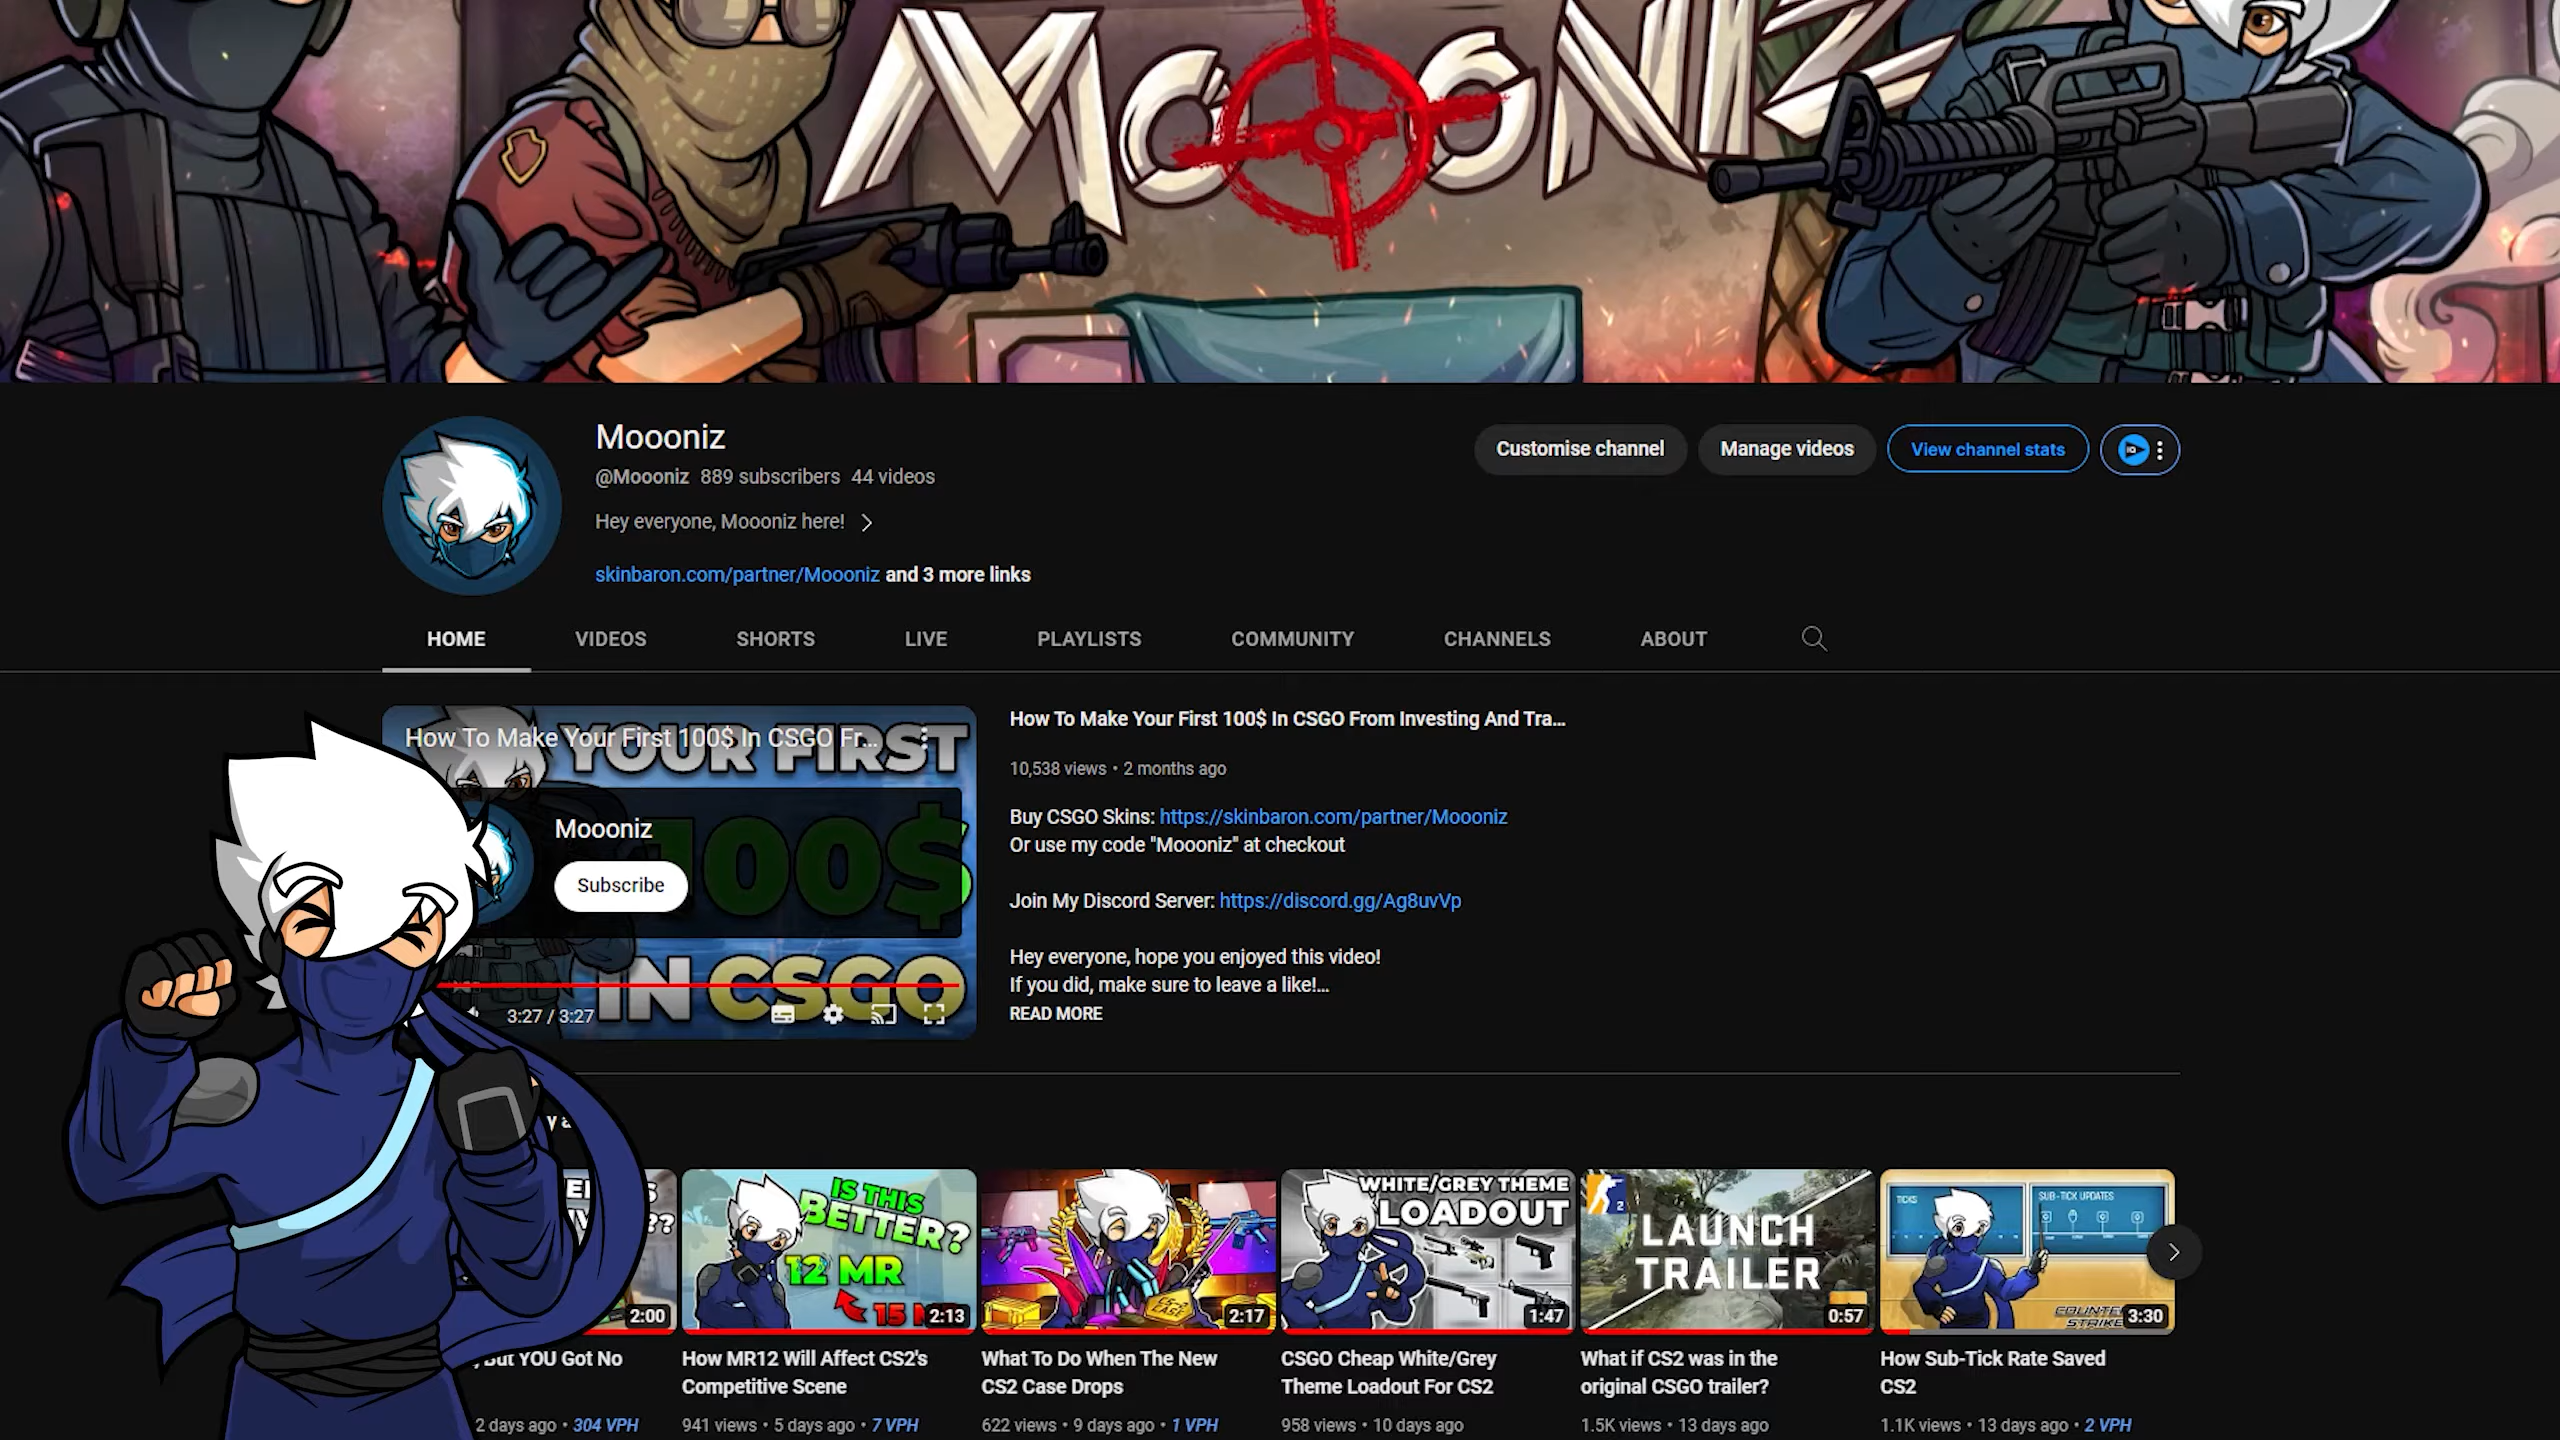 MOOONIZ
Moooniz
@Moooniz 889 subscribers 44 videos
Hey everyone, Moooniz here!
skinbaron.com/partner/Moooniz and 3 more links
Customise channel
Manage videos
View channel stats
HOME
VIDEOS
SHORTS
LIVE
PLAYLISTS
COMMUNITY
CHANNELS
ABOUT
How To Make Your First 100$ In CSGO Fr...
YOUR FIRST
Moooniz
Subscribe
100$
IN CSGO
3:27 / 3:27
How To Make Your First 100$ In CSGO From Investing And Tra...
10,538 views • 2 months ago
Buy CSGO Skins: https://skinbaron.com/partner/Moooniz
Or use my code "Moooniz" at checkout
Join My Discord Server: https://discord.gg/Ag8uvVp
Hey everyone, hope you enjoyed this video!
If you did, make sure to leave a like!...
READ MORE
2:00
But YOU Got No
2 days ago • 304 VPH
IS THIS
BETTER?
12 MR
15
2:13
How MR12 Will Affect CS2's
Competitive Scene
941 views • 5 days ago • 7 VPH
2:17
What To Do When The New
CS2 Case Drops
622 views • 9 days ago • 1 VPH
WHITE/GREY THEME
LOADOUT
1:47
CSGO Cheap White/Grey
Theme Loadout For CS2
958 views • 10 days ago
2
LAUNCH
TRAILER
0:57
What if CS2 was in the
original CSGO trailer?
1.5K views • 13 days ago
TICKS
SUB-TICK UPDATES
COUNTER
STRIKE
3:30
How Sub-Tick Rate Saved
CS2
1.1K views • 13 days ago • 2 VPH